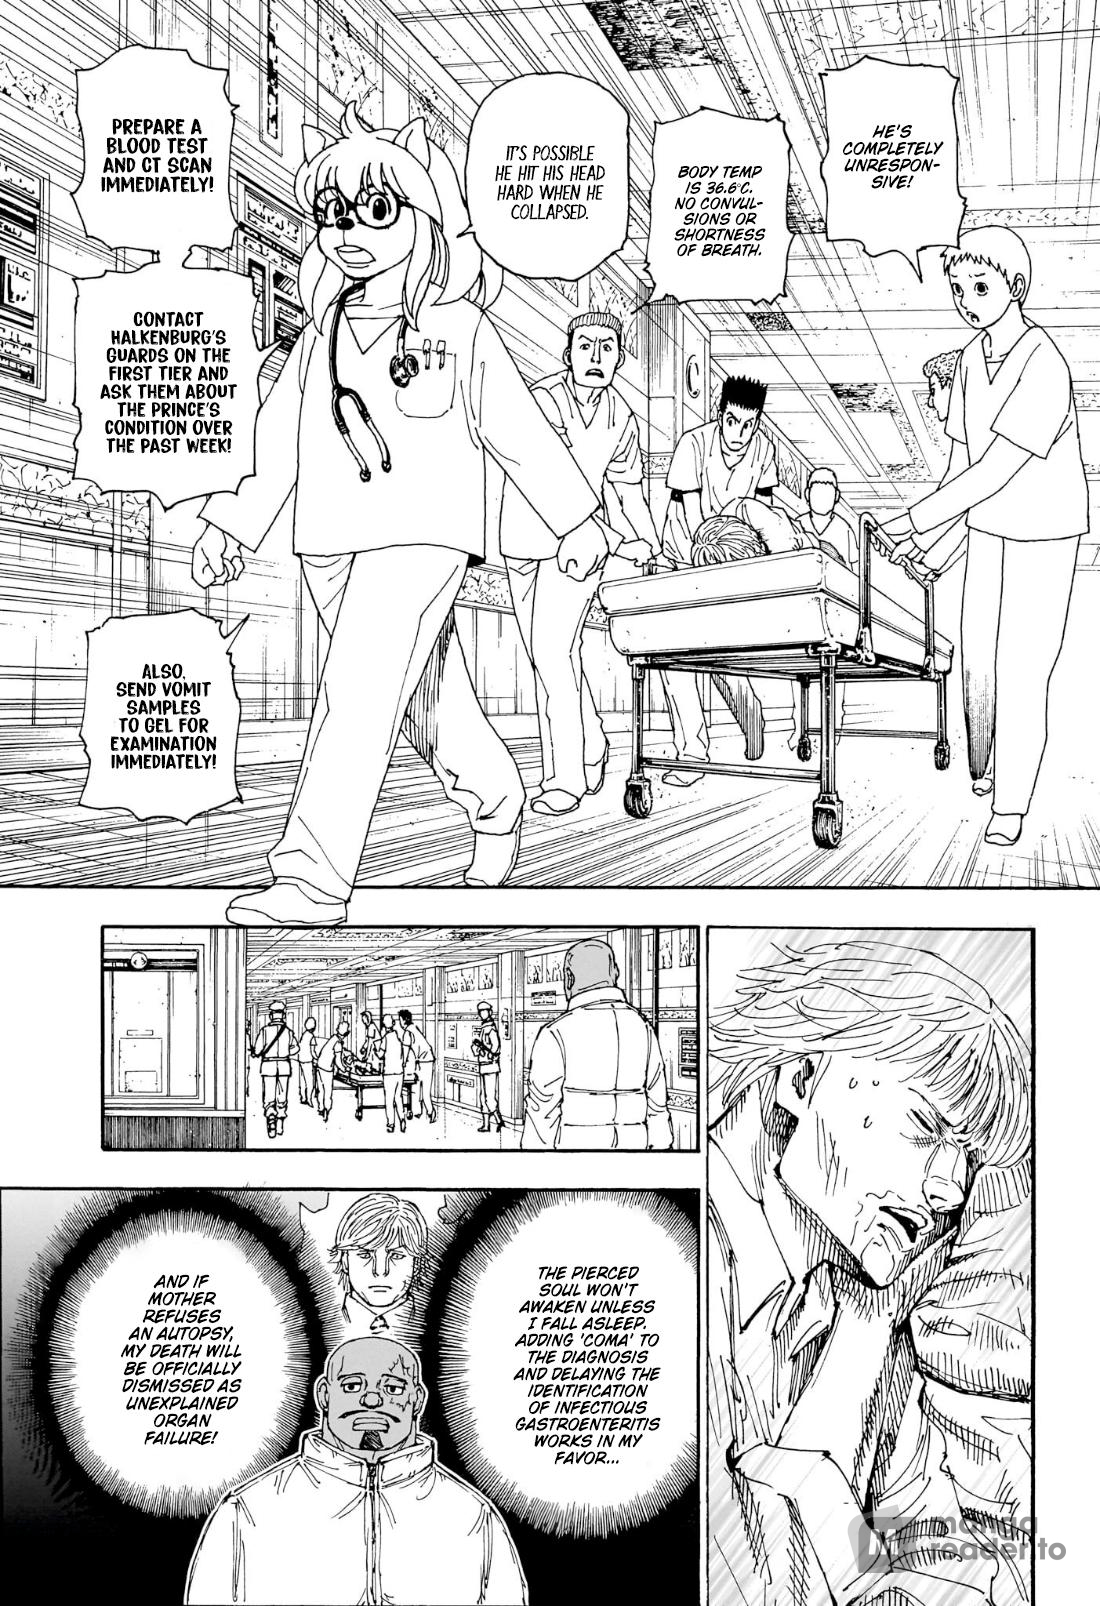 HE'S
COMPLETELY
UNRESPON-
SIVE!
BODY TEMP
IS 36.6°C.
NO CONVUL-
SIONS OR
SHORTNESS
OF BREATH.
IT'S POSSIBLE
HE HIT HIS HEAD
HARD WHEN HE
COLLAPSED.
PREPARE A
BLOOD TEST
AND CT SCAN
IMMEDIATELY!
CONTACT
HALKENBURG'S
GUARDS ON THE
FIRST TIER AND
ASK THEM ABOUT
THE PRINCE'S
CONDITION OVER
THE PAST WEEK!
ALSO,
SEND VOMIT
SAMPLES
TO GEL FOR
EXAMINATION
IMMEDIATELY!
C
THE PIERCED
SOUL WON'T
AWAKEN UNLESS
I FALL ASLEEP.
ADDING 'COMA' TO
THE DIAGNOSIS
AND DELAYING THE
IDENTIFICATION
OF INFECTIOUS
GASTROENTERITIS
WORKS IN MY
FAVOR...
AND IF
MOTHER
REFUSES
AN AUTOPSY,
MY DEATH WILL
BE OFFICIALLY
DISMISSED AS
UNEXPLAINED
ORGAN
FAILURE!
manga
reader.to